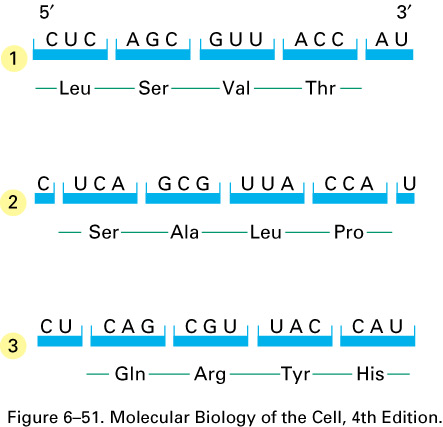 5′ 3′
1 C U C A G C G U U A C C A U
Leu Ser Val Thr
2 C U C A G C G U U A C C A U
Ser Ala Leu Pro
3 C U C A G C G U U A C C A U
Gln Arg Tyr His
Figure 6–51. Molecular Biology of the Cell, 4th Edition.